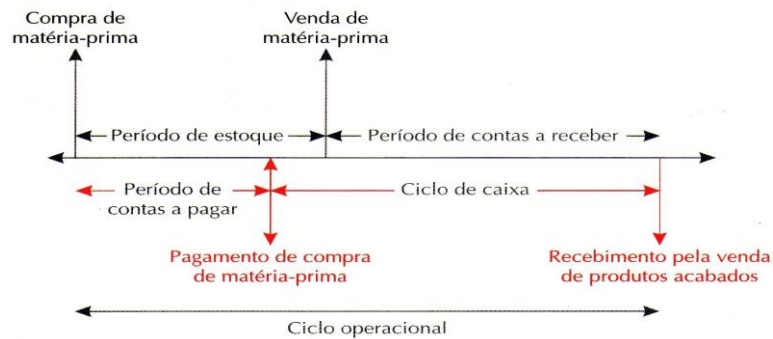 Compra de
matéria-prima
Venda de
matéria-prima
Período de estoque
Período de contas a receber
Período de
contas a pagar
Ciclo de caixa
Pagamento de compra
de matéria-prima
Recebimento pela venda
de produtos acabados
Ciclo operacional